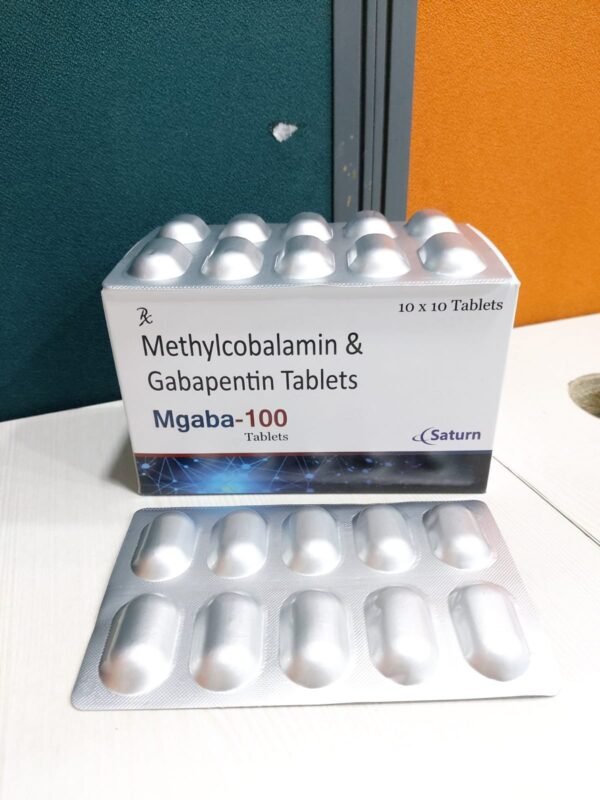 ℞
10 x 10 Tablets
Methylcobalamin &
Gabapentin Tablets
Mgaba-100
Tablets
Saturn